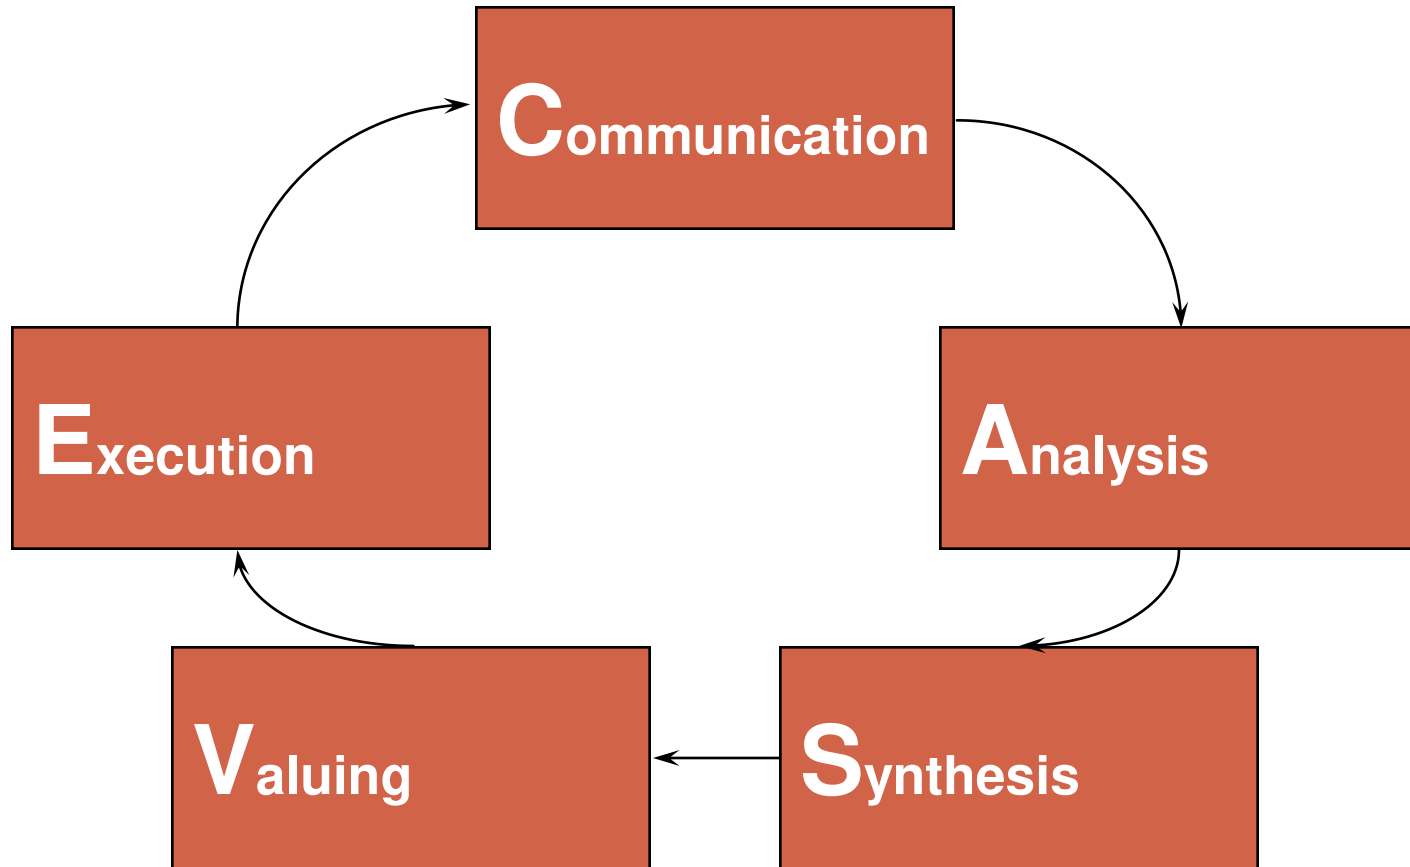 Communication
Execution
Analysis
Valuing
Synthesis